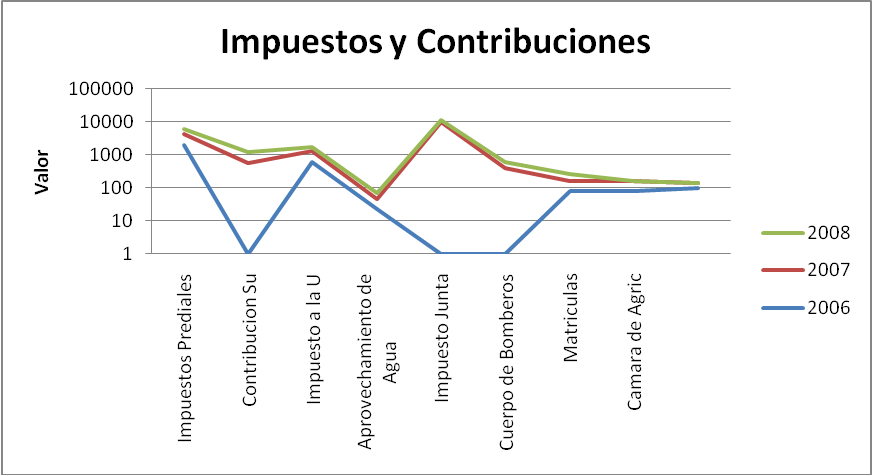 Impuestos y Contribuciones
Valor
100000
10000
1000
100
10
1
Impuestos Prediales
Contribucion Su
Impuesto a la U
Aprovechamiento de
Agua
Impuesto Junta
Cuerpo de Bomberos
Matriculas
Camara de Agric
2008
2007
2006